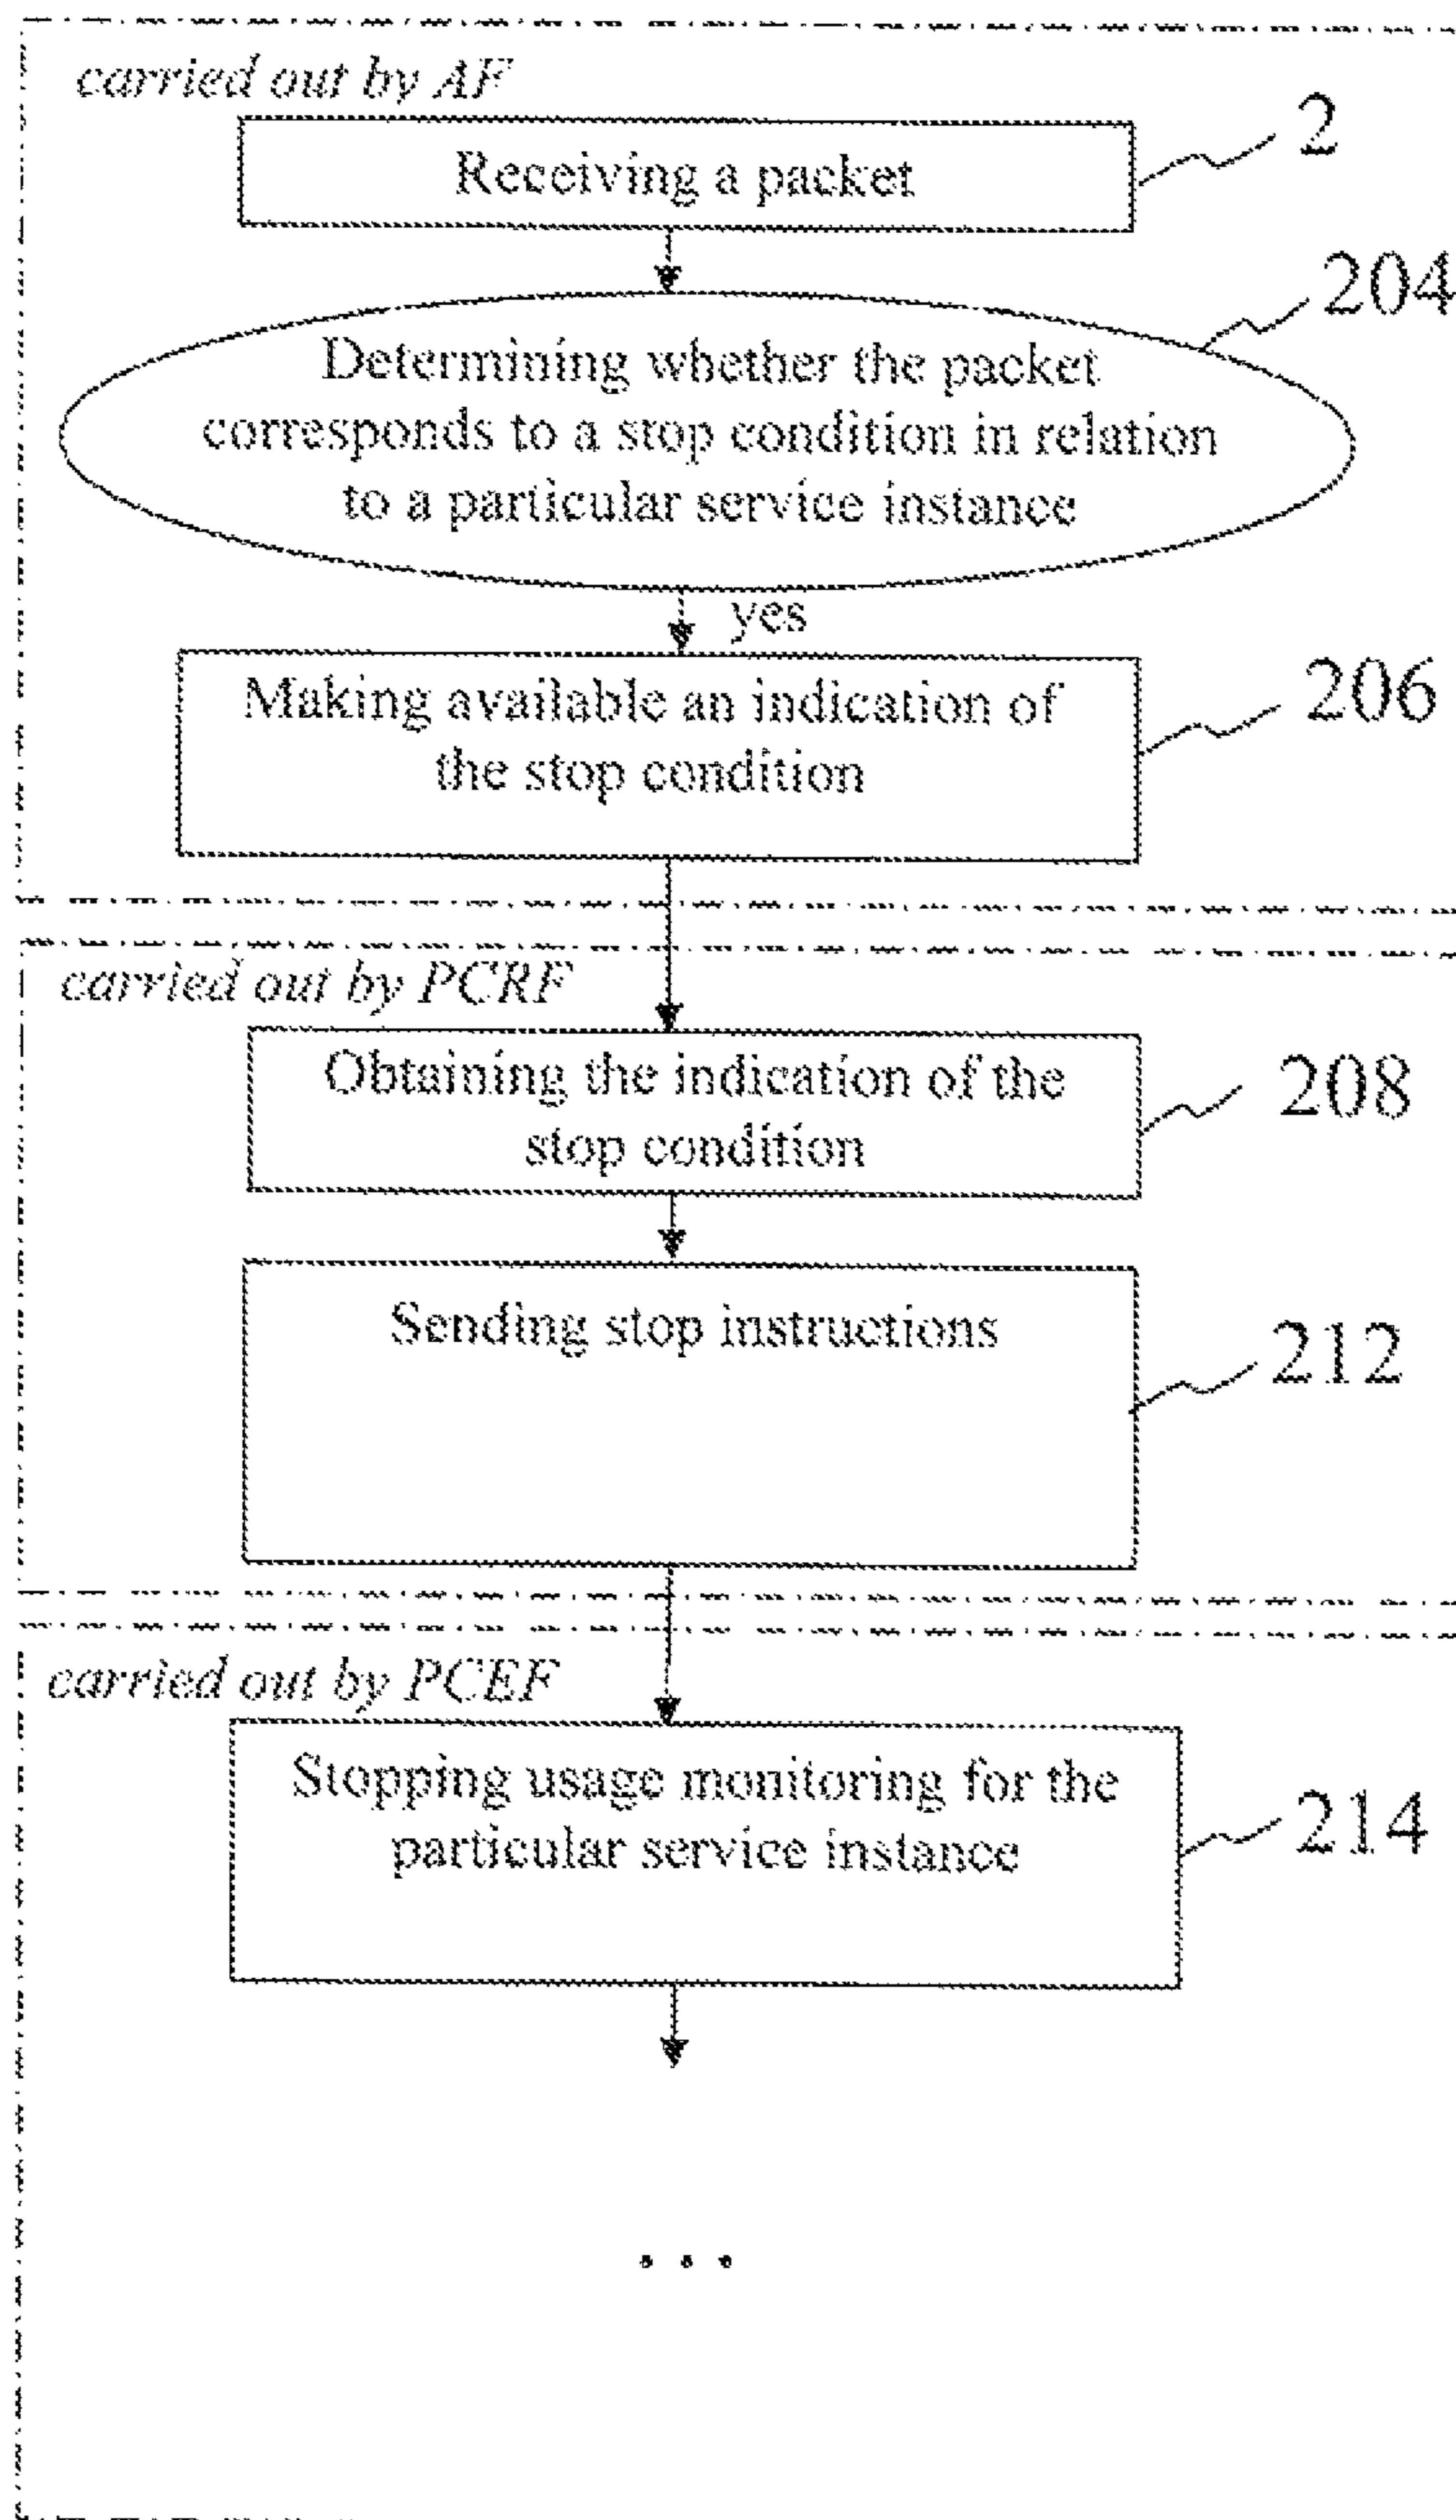 carried out by AF
Receiving a packet
2
204
Determining whether the packet
corresponds to a stop condition in relation
to a particular service instance
yes
Making available an indication of
the stop condition
206
carried out by PCRF
Obtaining the indication of the
stop condition
208
Sending stop instructions
212
carried out by PCEF
Stopping usage monitoring for the
particular service instance
214
...